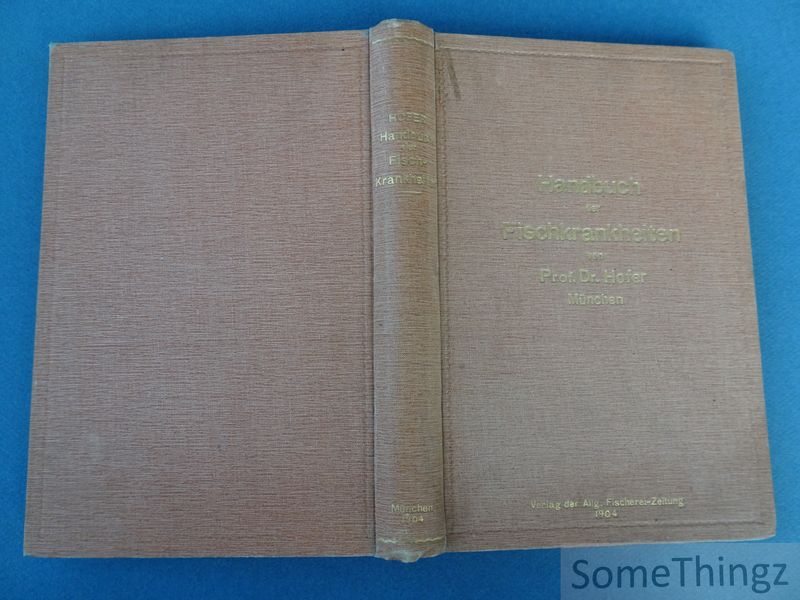 HOFER
Handbuch
der
Fisch-
Krankheiten
München
1904
Handbuch
der
Fischkrankheiten
von
Prof. Dr. Hofer
München
Verlag der Allg. Fischerei-Zeitung
1904
SomeThingz